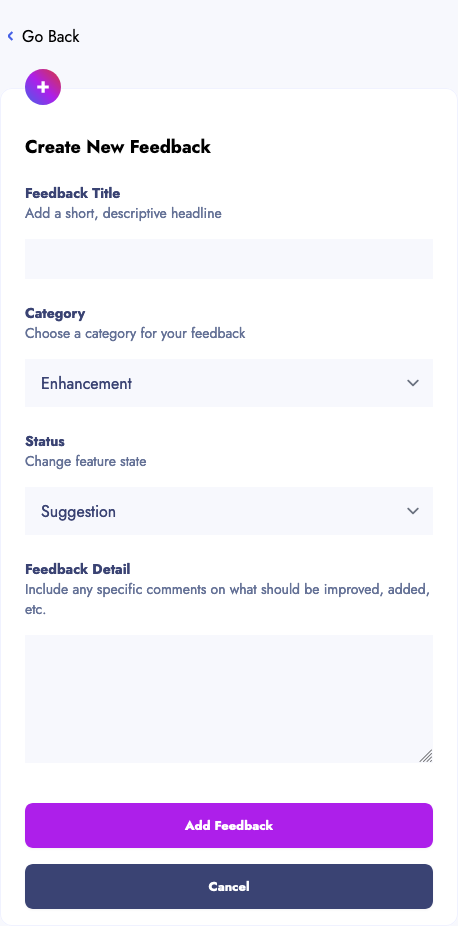 Go Back
Create New Feedback
Feedback Title
Add a short, descriptive headline
Category
Choose a category for your feedback
Enhancement
Status
Change feature state
Suggestion
Feedback Detail
Include any specific comments on what should be improved, added,
etc.
Add Feedback
Cancel